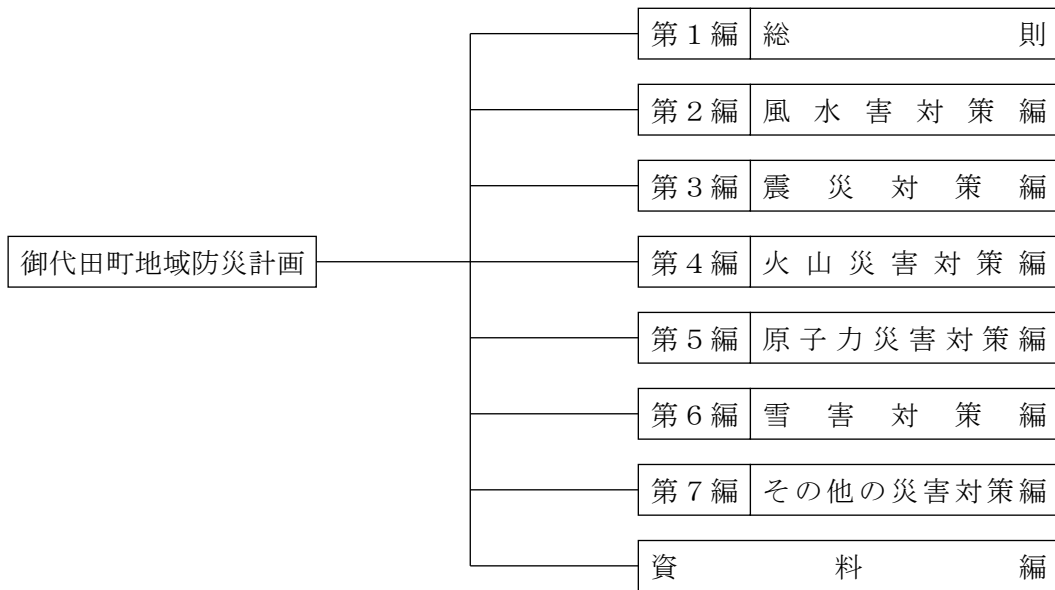 第１編 総則
第２編 風水害対策編
第３編 震災対策編
御代田町地域防災計画
第４編 火山災害対策編
第５編 原子力災害対策編
第６編 雪害対策編
第７編 その他の災害対策編
資料編